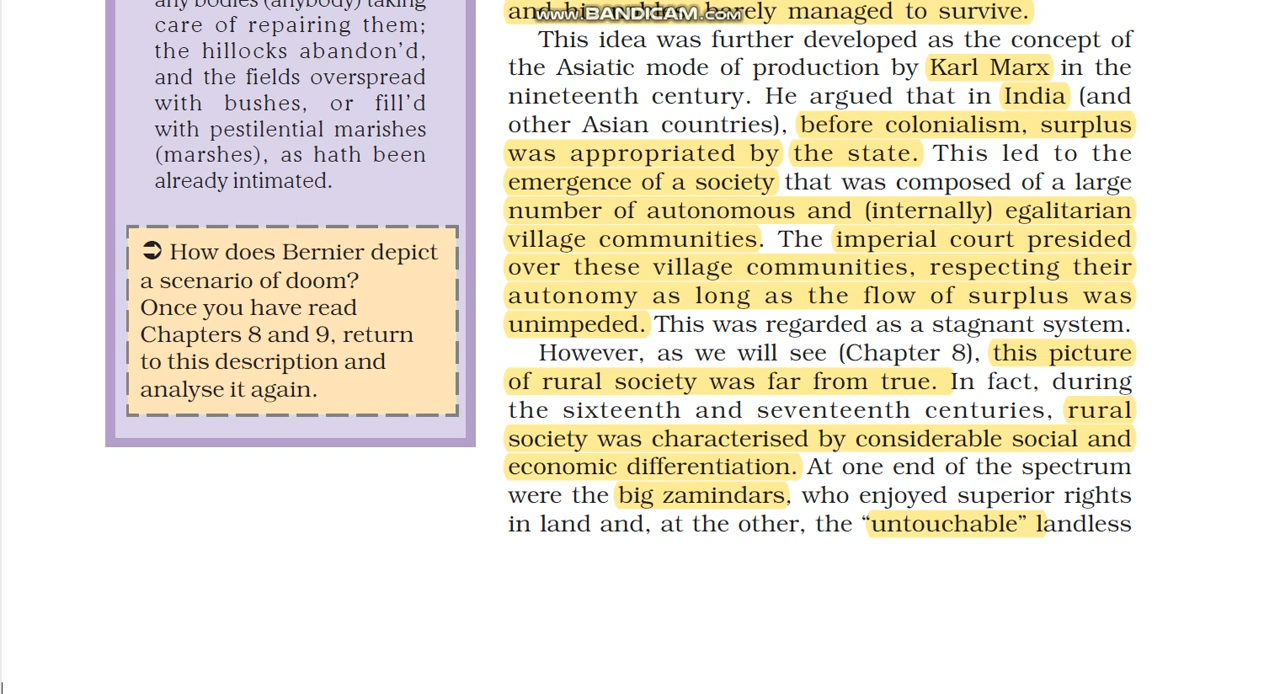 any bodies (anybody) taking
care of repairing them;
the hillocks abandon'd,
and the fields overspread
with bushes, or fill'd
with pestilential marishes
(marshes), as hath been
already intimated.
➲ How does Bernier depict
a scenario of doom?
Once you have read
Chapters 8 and 9, return
to this description and
analyse it again.
www.BANDICAM.com
and barely managed to survive.
This idea was further developed as the concept of
the Asiatic mode of production by Karl Marx in the
nineteenth century. He argued that in India (and
other Asian countries), before colonialism, surplus
was appropriated by the state. This led to the
emergence of a society that was composed of a large
number of autonomous and (internally) egalitarian
village communities. The imperial court presided
over these village communities, respecting their
autonomy as long as the flow of surplus was
unimpeded. This was regarded as a stagnant system.
However, as we will see (Chapter 8), this picture
of rural society was far from true. In fact, during
the sixteenth and seventeenth centuries, rural
society was characterised by considerable social and
economic differentiation. At one end of the spectrum
were the big zamindars, who enjoyed superior rights
in land and, at the other, the “untouchable” landless